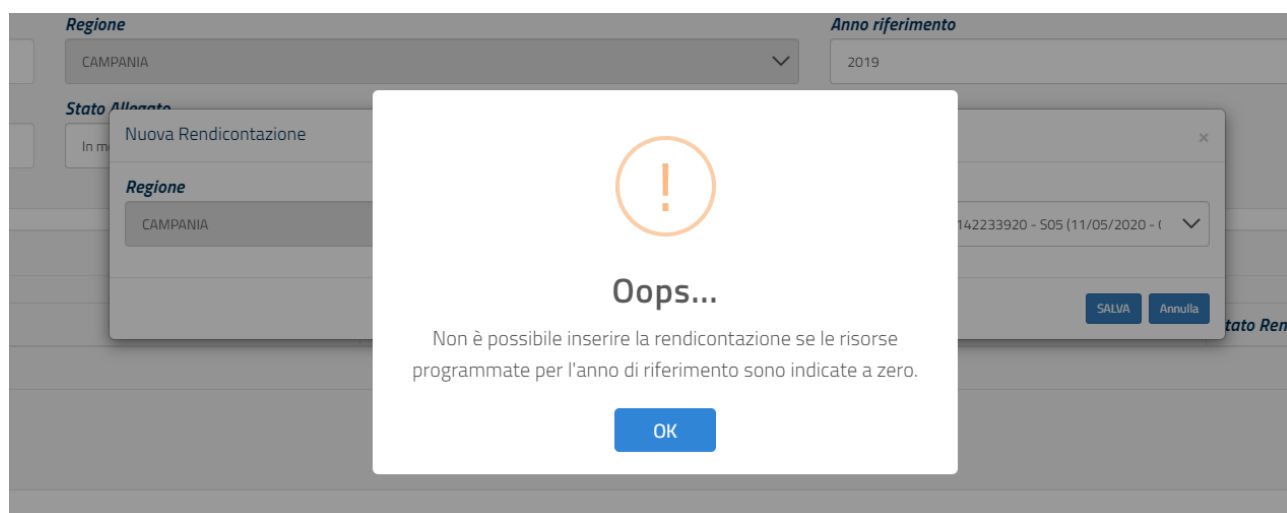 Regione
Anno riferimento
CAMPANIA
2019
Stato Allegato
In m
Nuova Rendicontazione
×
Regione
CAMPANIA
142233920 - S05 (11/05/2020 - (
!
Oops...
SALVA
Annulla
tato Ren
Non è possibile inserire la rendicontazione se le risorse
programmate per l'anno di riferimento sono indicate a zero.
OK